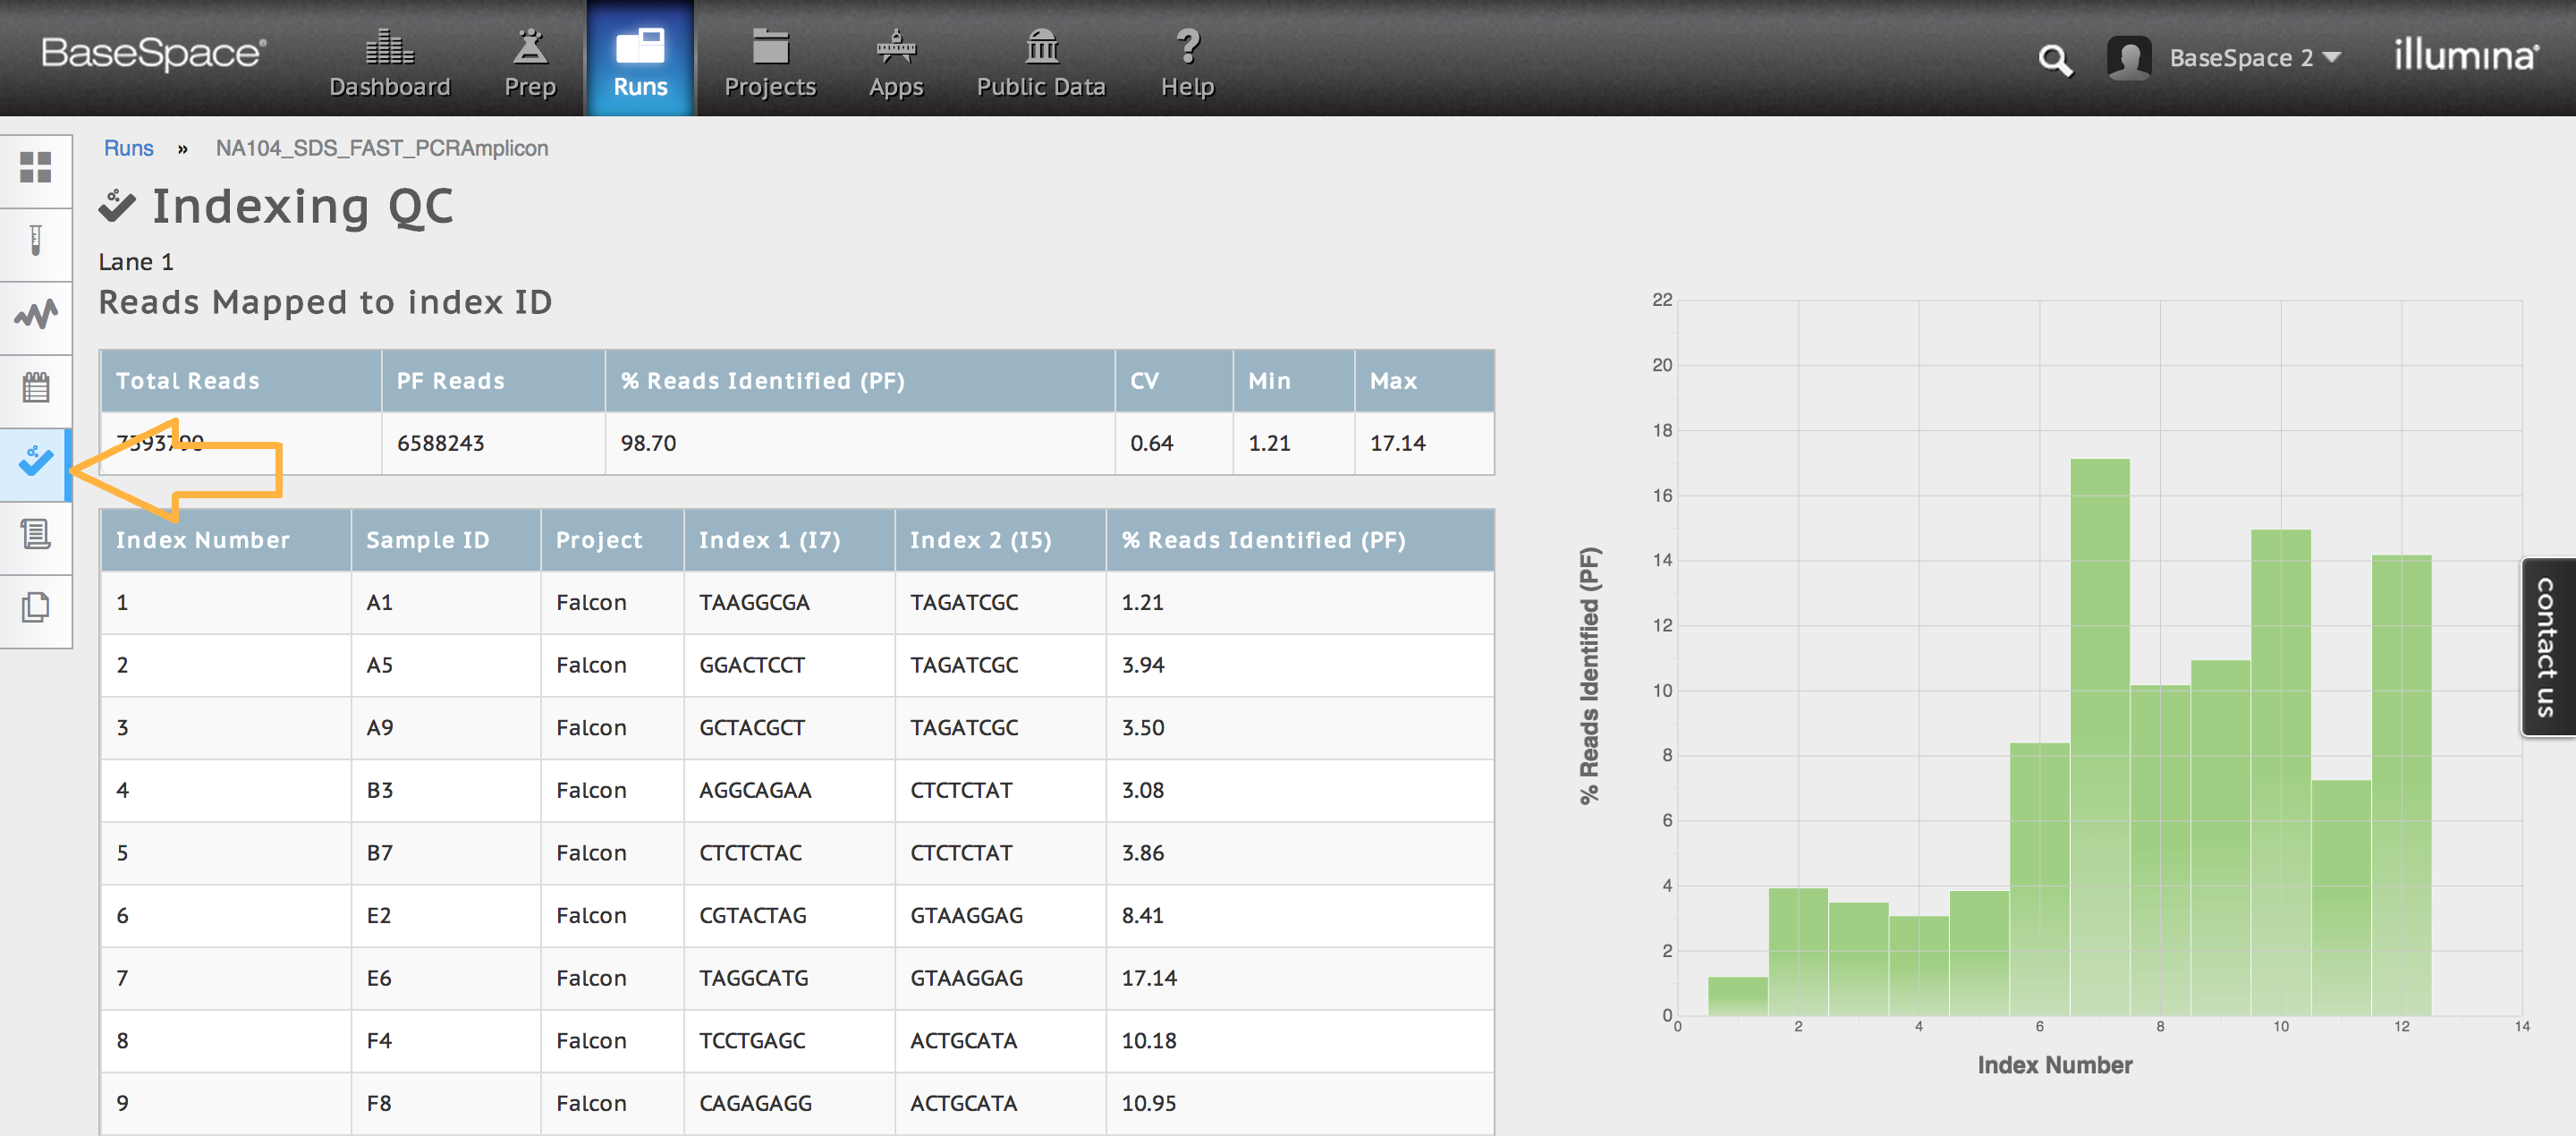 BaseSpace®
Dashboard Prep Runs Projects Apps Public Data Help
BaseSpace 2
illumina®
Runs » NA104_SDS_FAST_PCRAmplicon
Indexing QC
Lane 1
Reads Mapped to index ID
Total Reads PF Reads % Reads Identified (PF) CV Min Max
6588243 98.70 0.64 1.21 17.14
Index Number Sample ID Project Index 1 (I7) Index 2 (I5) % Reads Identified (PF)
1 A1 Falcon TAAGGCGA TAGATCGC 1.21
2 A5 Falcon GGACTCCT TAGATCGC 3.94
3 A9 Falcon GCTACGCT TAGATCGC 3.50
4 B3 Falcon AGGCAGAA CTCTCTAT 3.08
5 B7 Falcon CTCTCTAC CTCTCTAT 3.86
6 E2 Falcon CGTACTAG GTAAGGAG 8.41
7 E6 Falcon TAGGCATG GTAAGGAG 17.14
8 F4 Falcon TCCTGAGC ACTGCATA 10.18
9 F8 Falcon CAGAGAGG ACTGCATA 10.95
% Reads Identified (PF)
22
20
18
16
14
12
10
8
6
4
2
0
0 2 4 6 8 10 12 14
Index Number
contact us